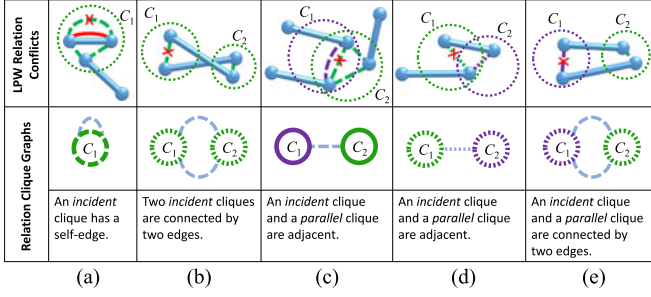 LPW Relation
Conflicts
C1
C1
C2
C1
C2
C1
C2
C1
C2
Relation Clique Graphs
C1
C1
C2
C1
C2
C1
C2
C1
C2
An incident
clique has a
self-edge.
Two incident cliques
are connected by
two edges.
An incident clique
and a parallel clique
are adjacent.
An incident clique
and a parallel clique
are adjacent.
An incident clique
and a parallel clique
are connected by
two edges.
(a)
(b)
(c)
(d)
(e)